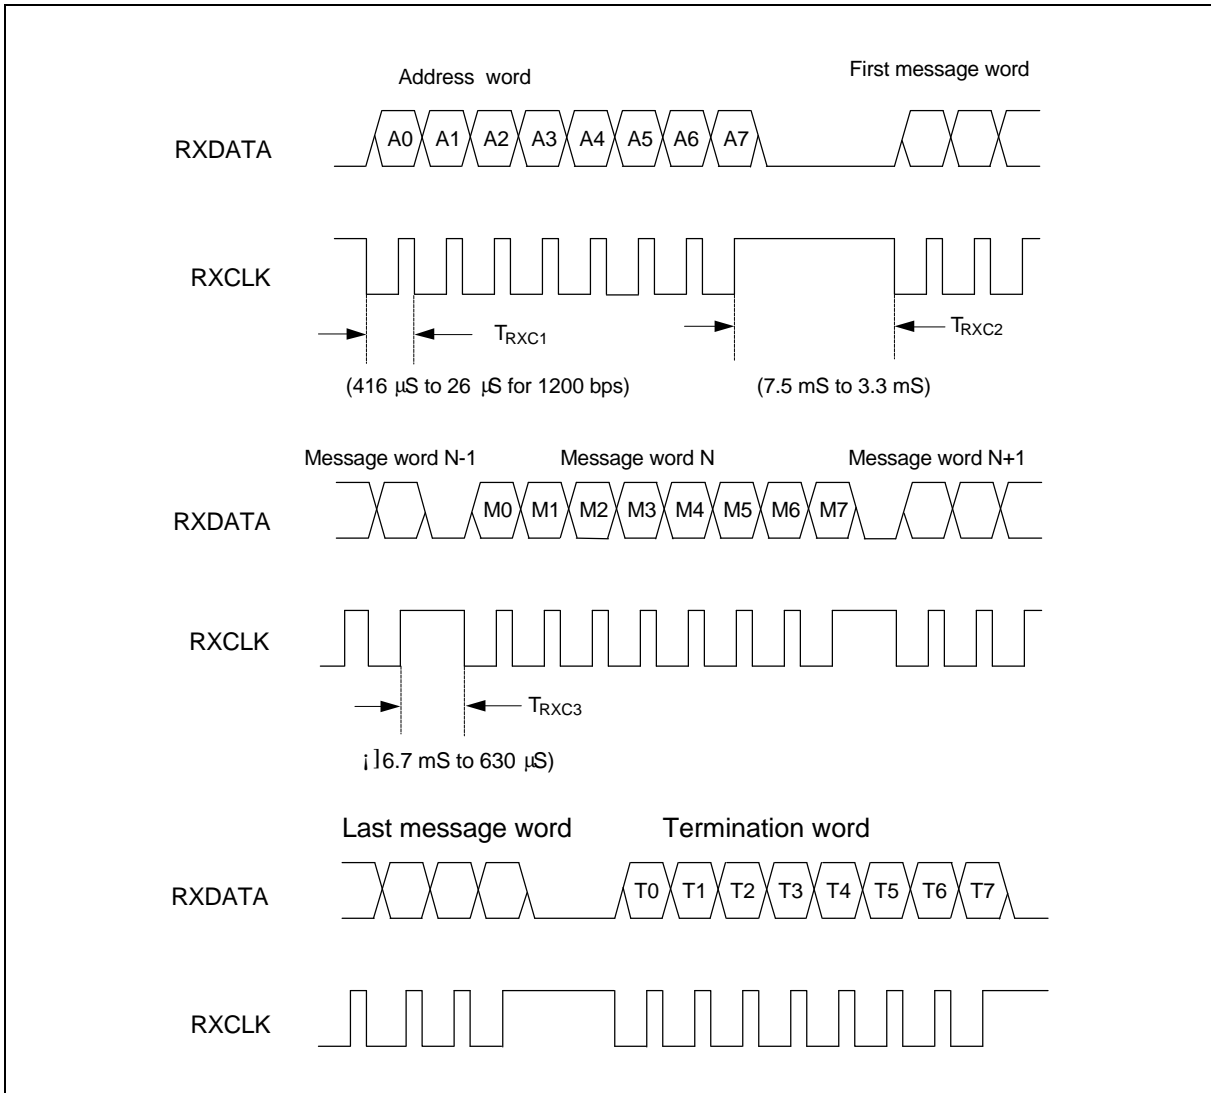 Address word
First message word
RXDATA
A0 A1 A2 A3 A4 A5 A6 A7
RXCLK
TRXC1
TRXC2
(416 µS to 26 µS for 1200 bps)
(7.5 mS to 3.3 mS)
Message word N-1
Message word N
Message word N+1
RXDATA
M0 M1 M2 M3 M4 M5 M6 M7
RXCLK
TRXC3
¡]6.7 mS to 630 µS)
Last message word
Termination word
RXDATA
T0 T1 T2 T3 T4 T5 T6 T7
RXCLK